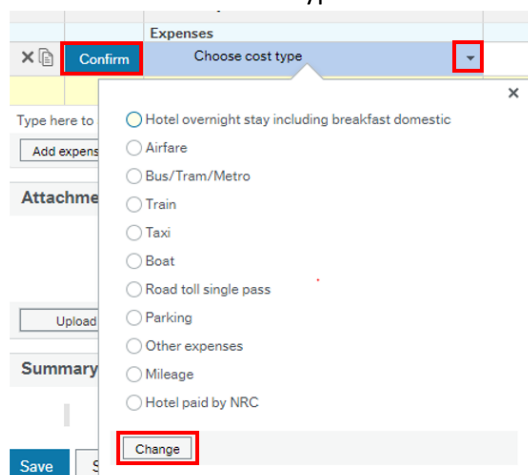 Expenses
Confirm
Choose cost type
Type here to
Hotel overnight stay including breakfast domestic
Add expens
Airfare
Bus/Tram/Metro
Attachme
Train
Taxi
Boat
Road toll single pass
Upload
Parking
Other expenses
Summary
Mileage
Hotel paid by NRC
Change
Save
S